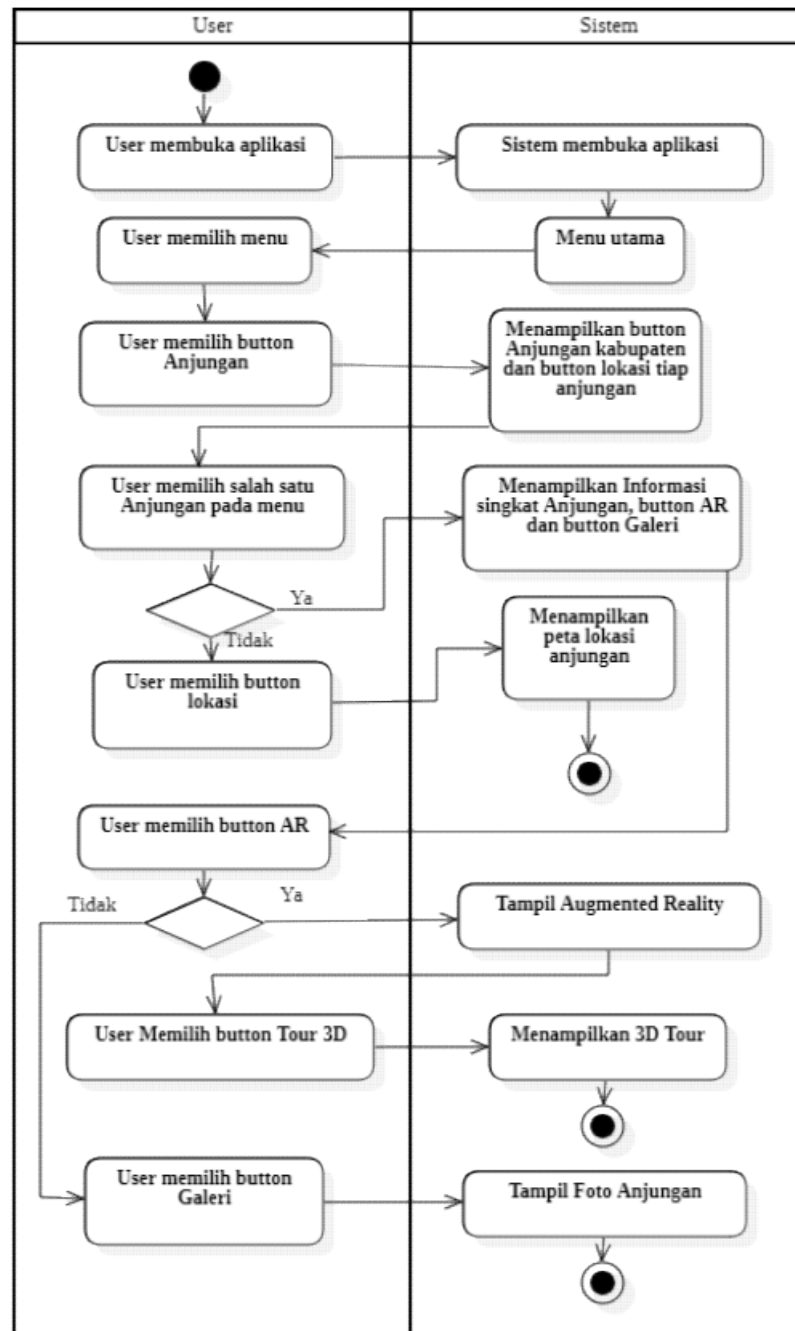 User
Sistem
User membuka aplikasi
Sistem membuka aplikasi
User memilih menu
Menu utama
User memilih button
Anjungan
Menampilkan button
Anjungan kabupaten
dan button lokasi tiap
anjungan
User memilih salah satu
Anjungan pada menu
Menampilkan Informasi
singkat Anjungan, button AR
dan button Galeri
Ya
Tidak
Menampilkan
peta lokasi
anjungan
User memilih button
lokasi
User memilih button AR
Tidak
Ya
Tampil Augmented Reality
User Memilih button Tour 3D
Menampilkan 3D Tour
User memilih button
Galeri
Tampil Foto Anjungan